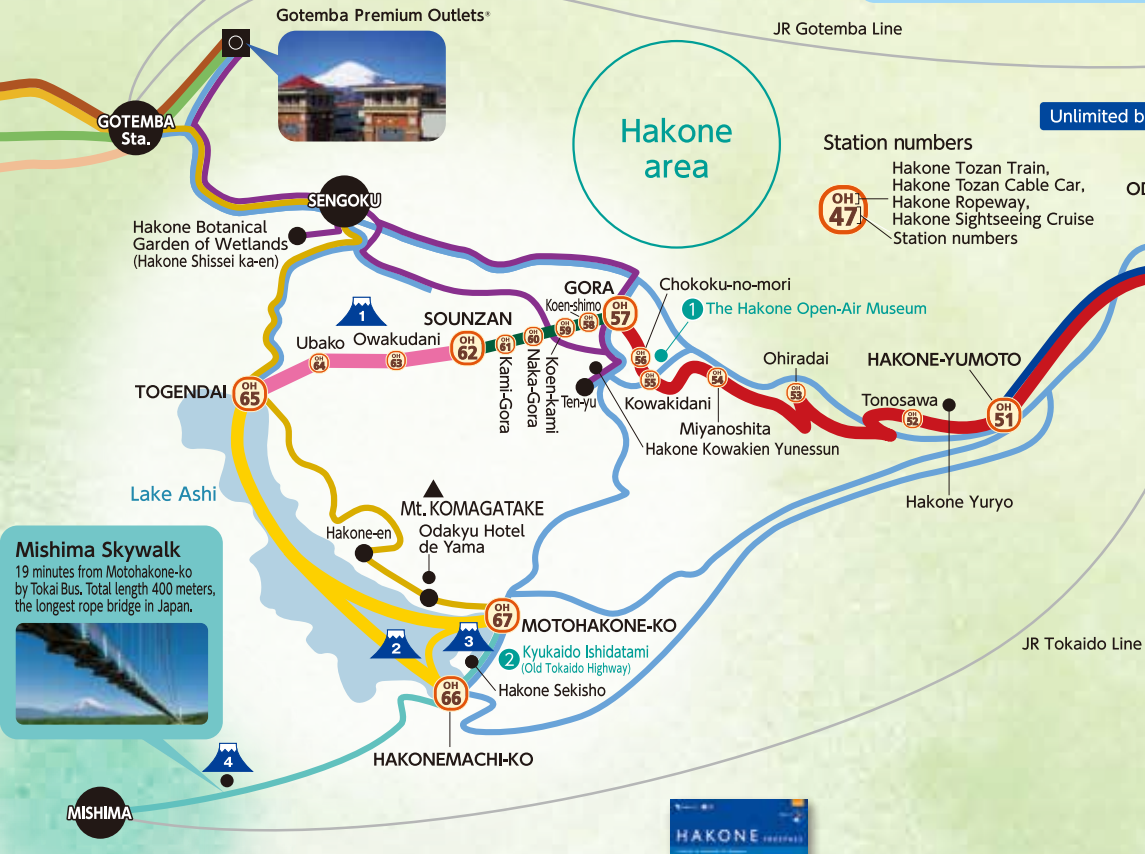 Gotemba Premium Outlets®
JR Gotemba Line
GOTEMBA
Sta.
Hakone
area
Unlimited b
Station numbers
OH
47
Hakone Tozan Train,
Hakone Tozan Cable Car,
Hakone Ropeway,
Hakone Sightseeing Cruise
Station numbers
OD
SENGOKU
Hakone Botanical
Garden of Wetlands
(Hakone Shissei ka-en)
1
GORA
OH
57
Koen-shimo
OH
58
OH
59
Koen-kami
OH
60
Naka-Gora
OH
61
Kami-Gora
SOUNZAN
OH
62
Owakudani
OH
63
Ubako
OH
64
TOGENDAI
OH
65
Chokoku-no-mori
OH
56
1 The Hakone Open-Air Museum
OH
55
Kowakidani
OH
54
Miyanoshita
Ohiradai
OH
53
Tonosawa
OH
52
HAKONE-YUMOTO
OH
51
Ten-yu
Hakone Kowakien Yunessun
Hakone Yuryo
Lake Ashi
Mt. KOMAGATAKE
Hakone-en
Odakyu Hotel
de Yama
Mishima Skywalk
19 minutes from Motohakone-ko
by Tokai Bus. Total length 400 meters,
the longest rope bridge in Japan.
OH
67
MOTOHAKONE-KO
2
3
2 Kyukaido Ishidatami
(Old Tokaido Highway)
Hakone Sekisho
OH
66
HAKONEMACHI-KO
JR Tokaido Line
4
MISHIMA
HAKONE